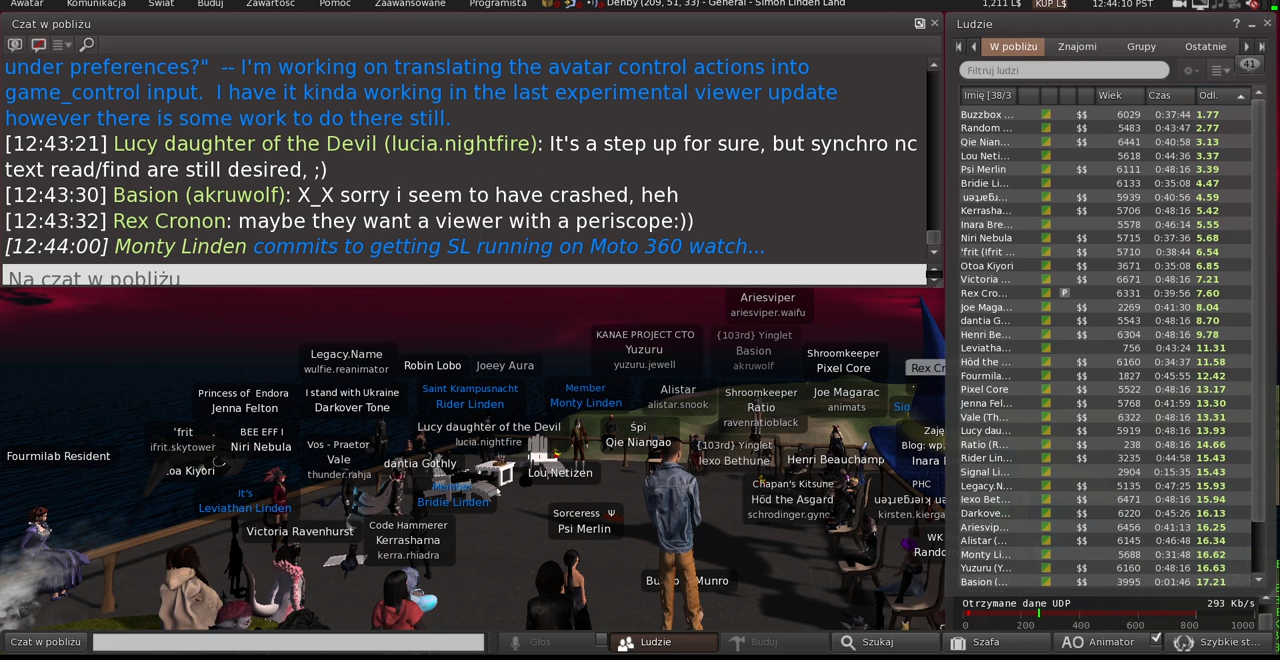 Awatar Komunikacja Świat Buduj Zawartość Pomoc Zaawansowane Programista Denby (209, 51, 33) - General - Simon Linden Land 1,211 L$ KUP L$ 12:44:10 PST
Czat w pobliżu
under preferences?" -- I'm working on translating the avatar control actions into
game_control input. I have it kinda working in the last experimental viewer update
however there is some work to do there still.
[12:43:21] Lucy daughter of the Devil (lucia.nightfire): It's a step up for sure, but synchro nc
text read/find are still desired, ;)
[12:43:30] Basion (akruwolf): X_X sorry i seem to have crashed, heh
[12:43:32] Rex Cronon: maybe they want a viewer with a periscope:))
[12:44:00] Monty Linden commits to getting SL running on Moto 360 watch...
Na czat w pobliżu
Ariesviper
ariesviper.waifu
KANAE PROJECT CTO
Yuzuru
yuzuru.jewell
{103rd} Yinglet
Basion
akruwolf
Legacy.Name
wulfie.reanimator
Robin Lobo
Joeey Aura
Shroomkeeper
Pixel Core
Rex Cr
Princess of Endora
Jenna Felton
I stand with Ukraine
Darkover Tone
Saint Krampusnacht
Rider Linden
Member
Monty Linden
Alistar
alistar.snook
Shroomkeeper
Ratio
ravenratioblack
Joe Magarac
animats
Sig
'frit
ifrit.skytower
BEE EFF I
Niri Nebula
Lucy daughter of the Devil
lucia.nightfire
Śpi
Qie Niangao
Vos - Praetor
Vale
thunder.rahja
{103rd} Yinglet
Iexo Bethune
Henri Beauchamp
Zaję
Blog: wp.
Inara
Fourmilab Resident
.oa Kiyori
dantia Gothly
Lou Netizen
It's
Leviathan Linden
Bridie Linden
Chapan's Kitsune
Höd the Asgard
schrodinger.gync
PHC
kirsten.kierga
Victoria Ravenhurst
Code Hammerer
Kerrashama
kerra.rhiadra
Sorceress Ψ
Psi Merlin
WK
Rando
Munro
Czat w pobliżu Głos Ludzie Buduj Szukaj Szafa AO Animator Szybkie st...
Ludzie
W pobliżu Znajomi Grupy Ostatnie
Filtruj ludzi 41
Imię [38/3 Wiek Czas Odl.
Buzzbox ... $$ 6029 0:37:44 1.77
Random ... $$ 5483 0:43:47 2.77
Qie Nian... $$ 6441 0:40:58 3.13
Lou Neti... 5618 0:44:36 3.37
Psi Merlin $$ 6111 0:48:16 3.39
Bridie Li... 6133 0:35:08 4.47
$$ 5939 0:40:56 4.59
Kerrasha... $$ 5706 0:48:16 5.42
Inara Bre... 5578 0:46:14 5.55
Niri Nebula $$ 5715 0:37:36 5.68
'frit (Ifrit ... $$ 5710 0:38:44 6.54
Otoa Kiyori $$ 3671 0:35:08 6.85
Victoria ... $$ 6671 0:48:16 7.21
Rex Cro... P 6331 0:39:56 7.60
Joe Maga... $$ 2269 0:41:30 8.04
dantia G... $$ 5543 0:48:16 8.70
Henri Be... $$ 6304 0:48:16 9.78
Leviatha... 756 0:43:24 11.31
Höd the ... $$ 6160 0:34:37 11.58
Fourmila... $$ 1827 0:45:55 12.42
Pixel Core $$ 5522 0:48:16 13.17
Jenna Fel... $$ 5768 0:41:59 13.30
Vale (Th... $$ 6322 0:48:16 13.31
Lucy dau... $$ 5919 0:48:16 13.93
Ratio (R... $$ 238 0:48:16 14.66
Rider Lin... $$ 3235 0:44:58 15.43
Signal Li... 2904 0:15:35 15.43
Legacy.N... $$ 5135 0:47:25 15.93
Iexo Bet... $$ 6471 0:48:16 15.94
Darkove... $$ 6220 0:45:26 16.13
Ariesvip... $$ 6456 0:41:13 16.25
Alistar (... $$ 6145 0:46:48 16.34
Monty Li... 5688 0:31:48 16.62
Yuzuru (Y... $$ 6160 0:48:16 16.63
Basion (... $$ 3995 0:01:46 17.21
Otrzymane dane UDP 293 Kb/s
0 200 400 600 800 1000